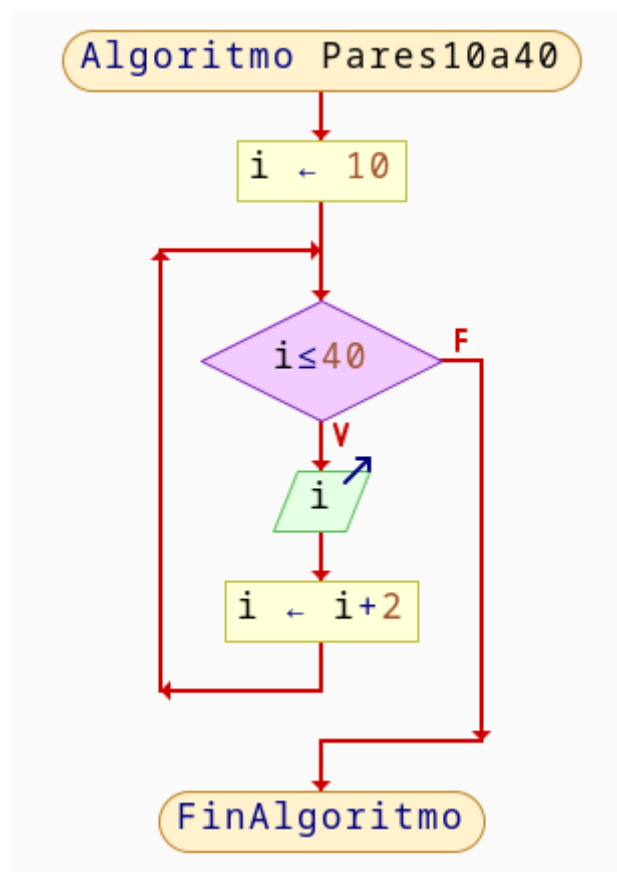 Algoritmo Pares10a40
i ← 10
i≤40
F
V
i
i ← i+2
FinAlgoritmo